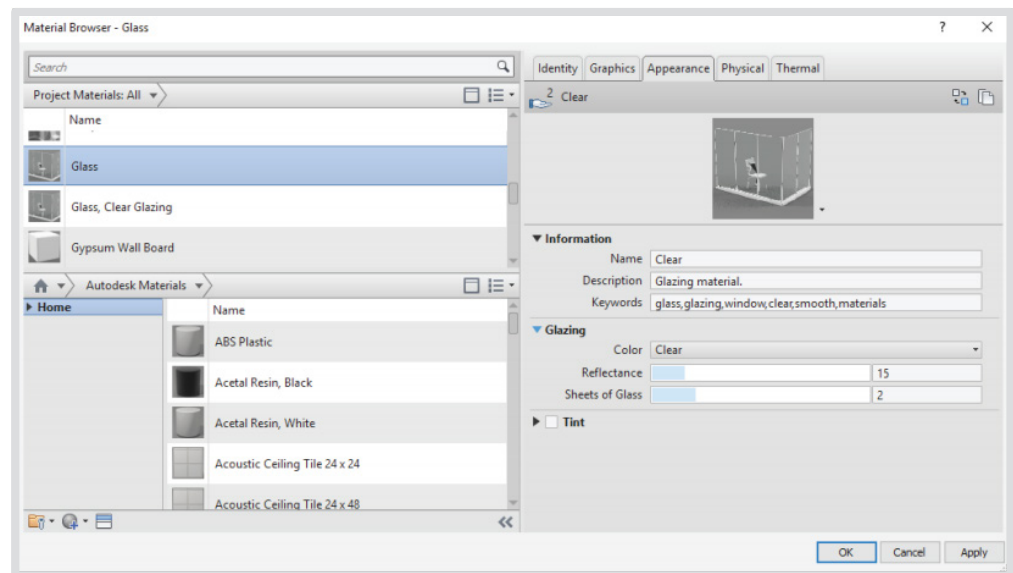 Material Browser - Glass
? ×
Search
Project Materials: All
Name
Glass
Glass, Clear Glazing
Gypsum Wall Board
Autodesk Materials
Home
Name
ABS Plastic
Acetal Resin, Black
Acetal Resin, White
Acoustic Ceiling Tile 24 x 24
Acoustic Ceiling Tile 24 x 48
Identity Graphics Appearance Physical Thermal
2 Clear
Information
Name Clear
Description Glazing material.
Keywords glass,glazing,window,clear,smooth,materials
Glazing
Color Clear
Reflectance 15
Sheets of Glass 2
Tint
OK Cancel Apply